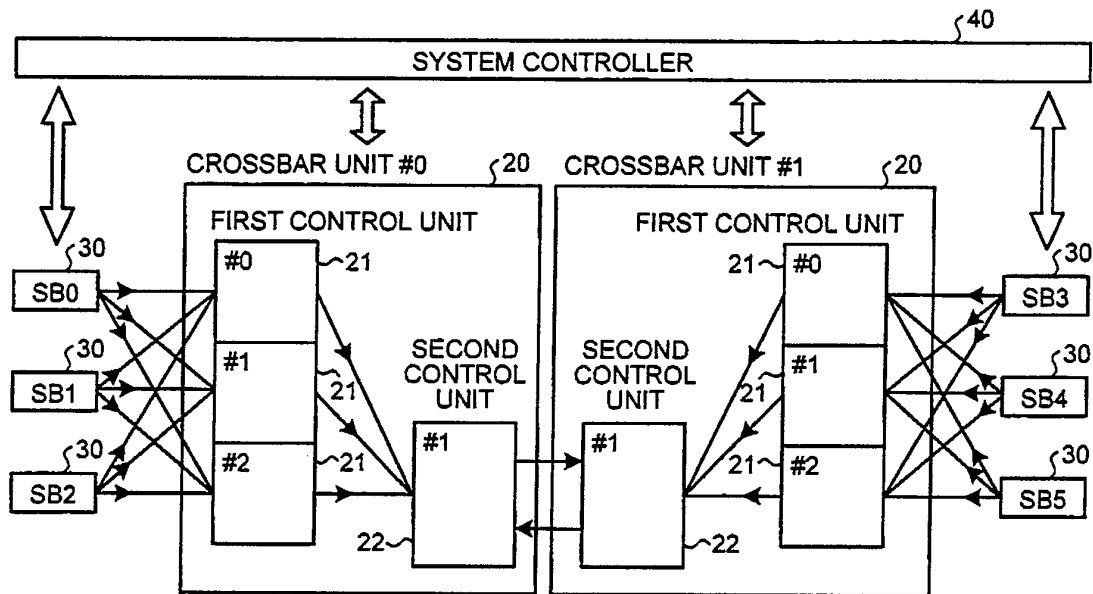 40
SYSTEM CONTROLLER
CROSSBAR UNIT #0
20
CROSSBAR UNIT #1
20
FIRST CONTROL UNIT
FIRST CONTROL UNIT
30
SB0
#0
21
21
#0
30
SB3
30
SB1
#1
21
SECOND
CONTROL
UNIT
SECOND
CONTROL
UNIT
21
#1
30
SB4
30
SB2
#2
21
#1
#1
21
#2
30
SB5
22
22